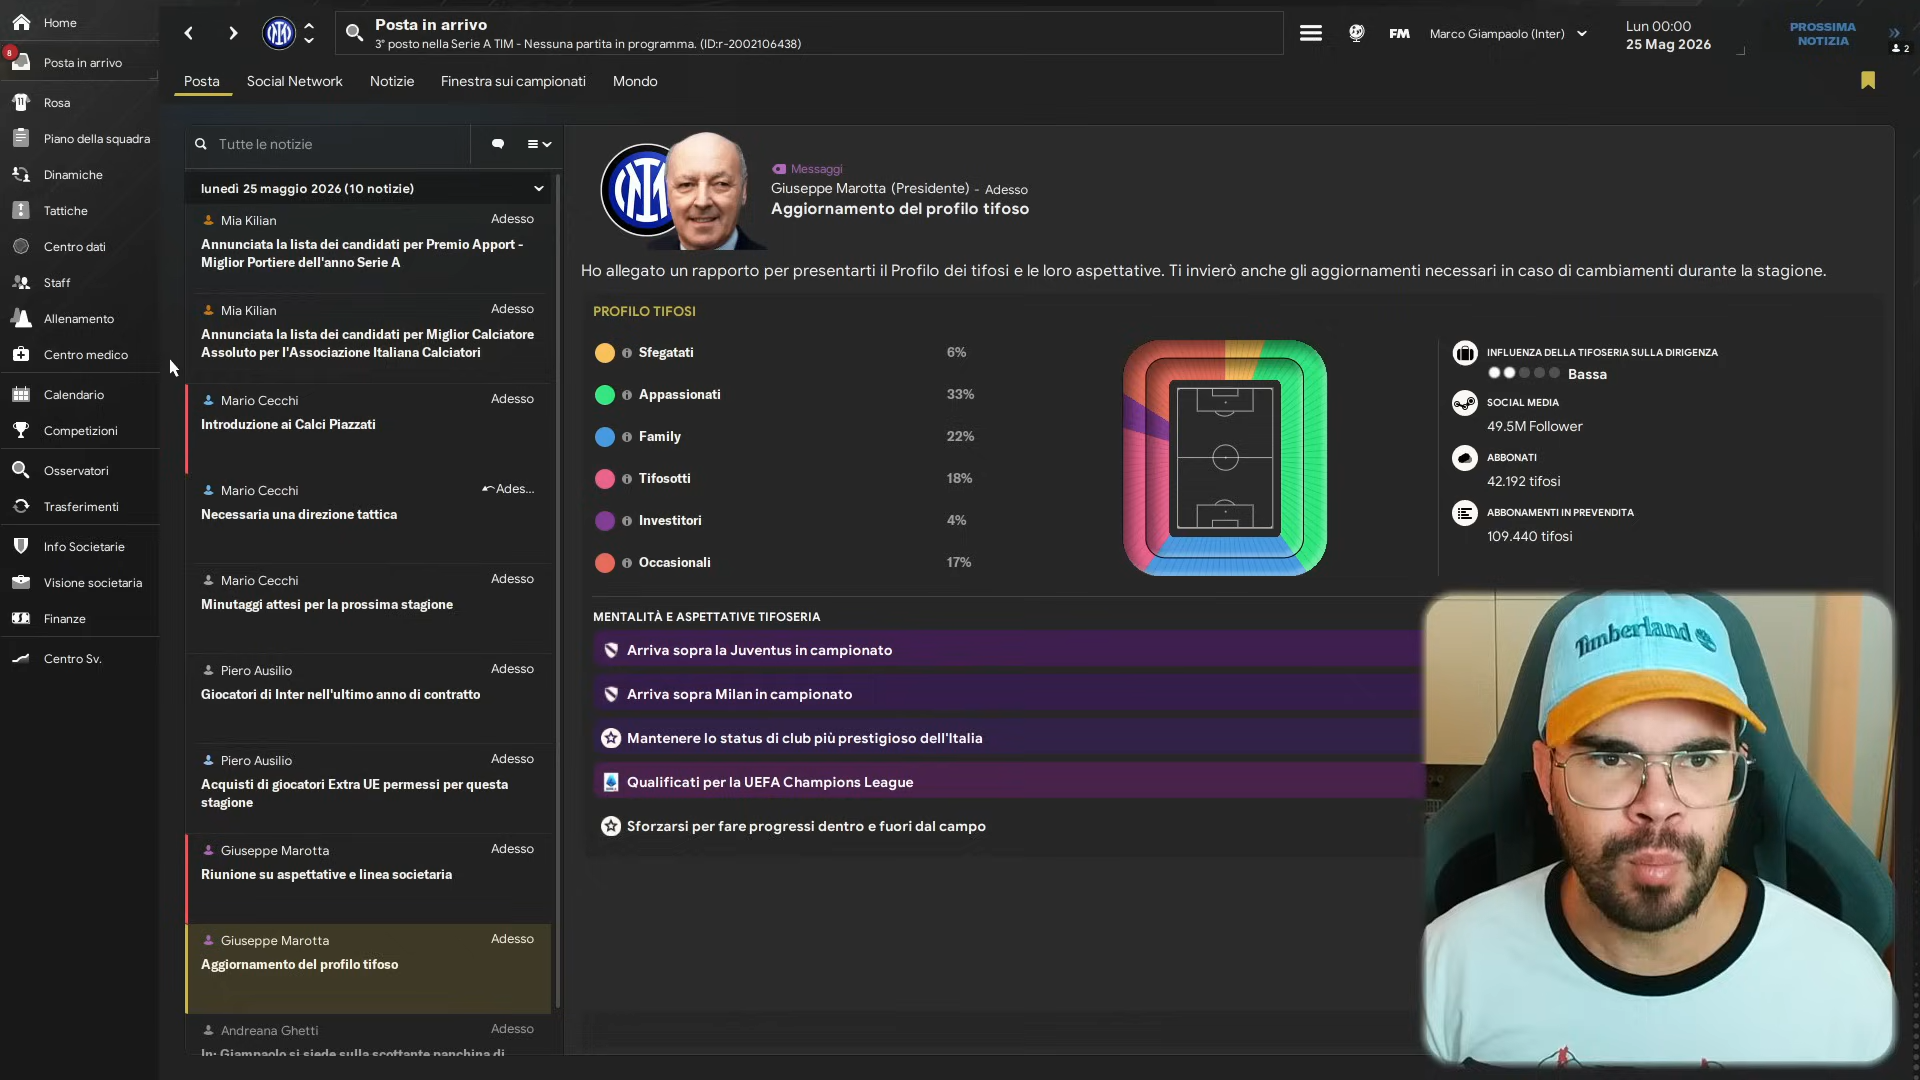 Home
8
Posta in arrivo
Rosa
Piano della squadra
Dinamiche
Tattiche
Centro dati
Staff
Allenamento
Centro medico
Calendario
Competizioni
Osservatori
Trasferimenti
Info Societarie
Visione societaria
Finanze
Centro Sv.
Posta in arrivo
3° posto nella Serie A TIM - Nessuna partita in programma. (ID:r-2002106438)
FM
Marco Giampaolo (Inter)
Lun 00:00
25 Mag 2026
PROSSIMA
NOTIZIA
2
Posta
Social Network
Notizie
Finestra sui campionati
Mondo
Tutte le notizie
lunedì 25 maggio 2026 (10 notizie)
Mia Kilian
Adesso
Annunciata la lista dei candidati per Premio Apport -
Miglior Portiere dell'anno Serie A
Mia Kilian
Adesso
Annunciata la lista dei candidati per Miglior Calciatore
Assoluto per l'Associazione Italiana Calciatori
Mario Cecchi
Adesso
Introduzione ai Calci Piazzati
Mario Cecchi
Ades...
Necessaria una direzione tattica
Mario Cecchi
Adesso
Minutaggi attesi per la prossima stagione
Piero Ausilio
Adesso
Giocatori di Inter nell'ultimo anno di contratto
Piero Ausilio
Adesso
Acquisti di giocatori Extra UE permessi per questa
stagione
Giuseppe Marotta
Adesso
Riunione su aspettative e linea societaria
Giuseppe Marotta
Adesso
Aggiornamento del profilo tifoso
Andreana Ghetti
Adesso
In: Giampaolo si siede sulla scottante panchina di
Messaggi
Giuseppe Marotta (Presidente) - Adesso
Aggiornamento del profilo tifoso
Ho allegato un rapporto per presentarti il Profilo dei tifosi e le loro aspettative. Ti invierò anche gli aggiornamenti necessari in caso di cambiamenti durante la stagione.
PROFILO TIFOSI
Sfegatati 6%
Appassionati 33%
Family 22%
Tifosotti 18%
Investitori 4%
Occasionali 17%
INFLUENZA DELLA TIFOSERIA SULLA DIRIGENZA
Bassa
SOCIAL MEDIA
49.5M Follower
ABBONATI
42.192 tifosi
ABBONAMENTI IN PREVENDITA
109.440 tifosi
MENTALITÀ E ASPETTATIVE TIFOSERIA
Arriva sopra la Juventus in campionato
Arriva sopra Milan in campionato
Mantenere lo status di club più prestigioso dell'Italia
Qualificati per la UEFA Champions League
Sforzarsi per fare progressi dentro e fuori dal campo
Timberland